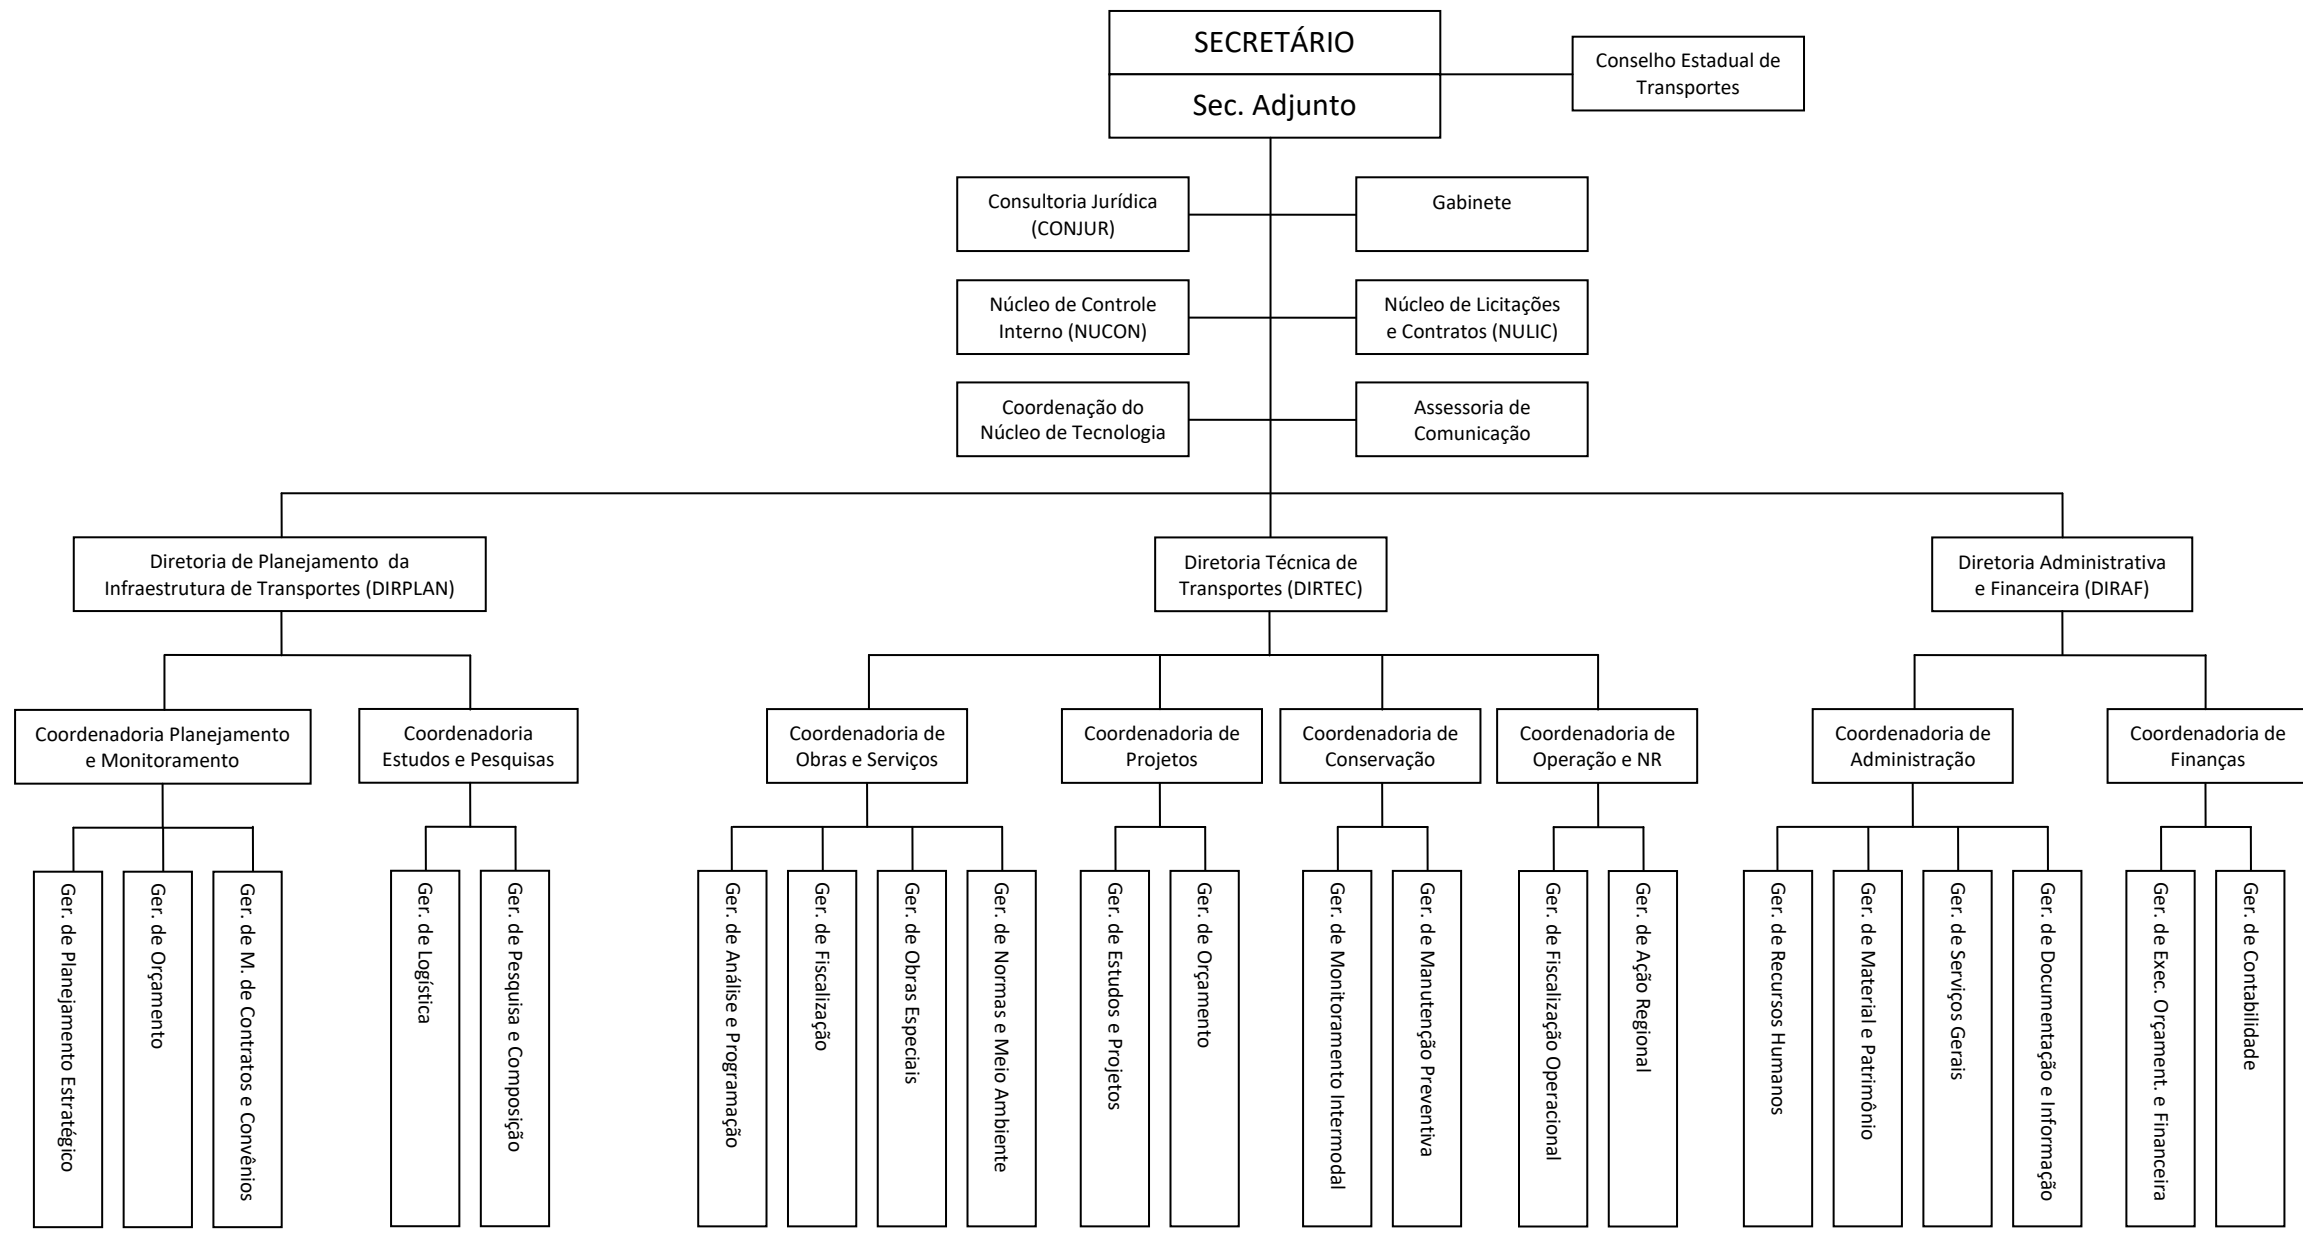 SECRETÁRIO
Sec. Adjunto
Conselho Estadual de
Transportes
Consultoria Jurídica
(CONJUR)
Gabinete
Núcleo de Controle
Interno (NUCON)
Núcleo de Licitações
e Contratos (NULIC)
Coordenação do
Núcleo de Tecnologia
Assessoria de
Comunicação
Diretoria de Planejamento da
Infraestrutura de Transportes (DIRPLAN)
Diretoria Técnica de
Transportes (DIRTEC)
Diretoria Administrativa
e Financeira (DIRAF)
Coordenadoria Planejamento
e Monitoramento
Coordenadoria
Estudos e Pesquisas
Coordenadoria de
Obras e Serviços
Coordenadoria de
Projetos
Coordenadoria de
Conservação
Coordenadoria de
Operação e NR
Coordenadoria de
Administração
Coordenadoria de
Finanças
Ger. de Planejamento Estratégico
Ger. de Orçamento
Ger. de M. de Contratos e Convênios
Ger. de Logística
Ger. de Pesquisa e Composição
Ger. de Análise e Programação
Ger. de Fiscalização
Ger. de Obras Especiais
Ger. de Normas e Meio Ambiente
Ger. de Estudos e Projetos
Ger. de Orçamento
Ger. de Monitoramento Intermodal
Ger. de Manutenção Preventiva
Ger. de Fiscalização Operacional
Ger. de Ação Regional
Ger. de Recursos Humanos
Ger. de Material e Patrimônio
Ger. de Serviços Gerais
Ger. de Documentação e Informação
Ger. de Exec. Orçament. e Financeira
Ger. de Contabilidade